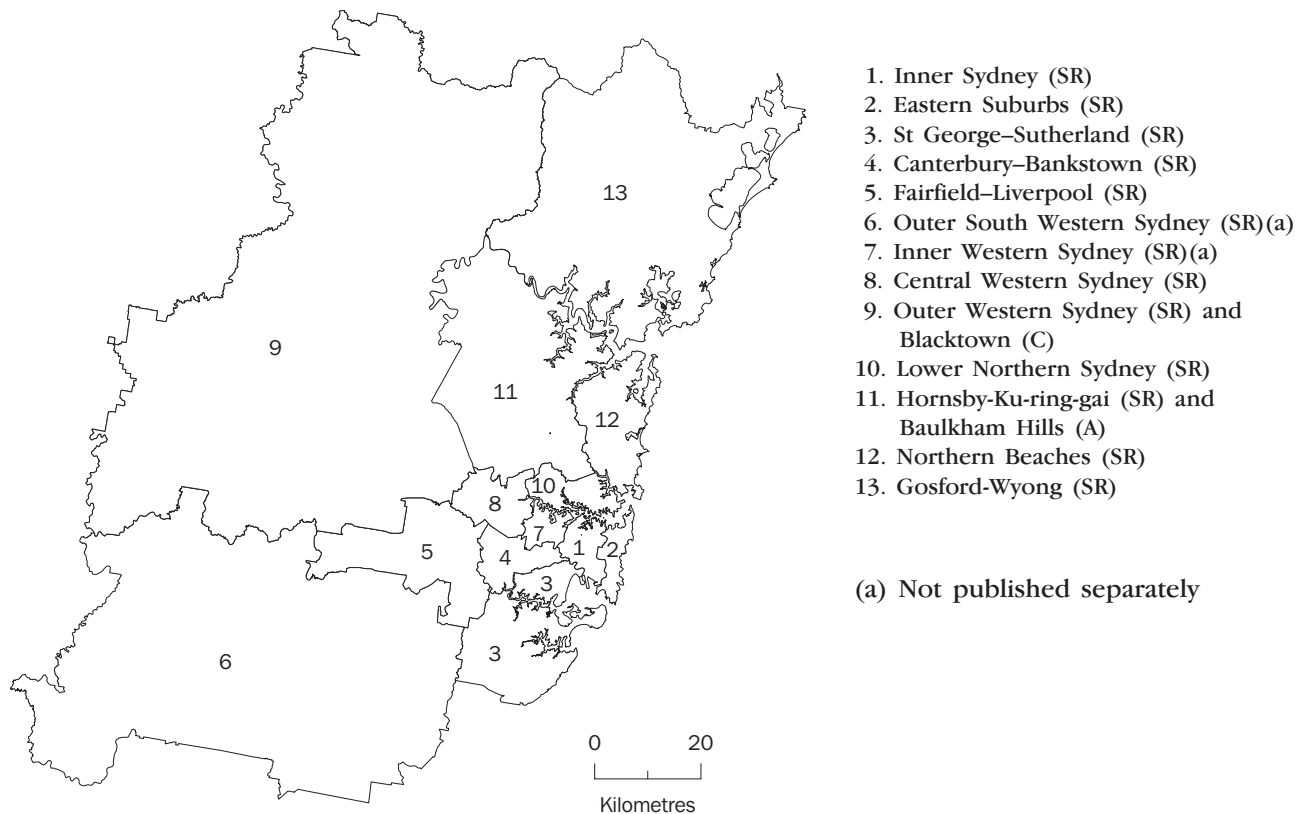 13
9
11
12
10
8
7
1
2
5
4
3
3
6
0 20
Kilometres
1. Inner Sydney (SR)
2. Eastern Suburbs (SR)
3. St George–Sutherland (SR)
4. Canterbury–Bankstown (SR)
5. Fairfield–Liverpool (SR)
6. Outer South Western Sydney (SR)(a)
7. Inner Western Sydney (SR)(a)
8. Central Western Sydney (SR)
9. Outer Western Sydney (SR) and
Blacktown (C)
10. Lower Northern Sydney (SR)
11. Hornsby-Ku-ring-gai (SR) and
Baulkham Hills (A)
12. Northern Beaches (SR)
13. Gosford-Wyong (SR)
(a) Not published separately